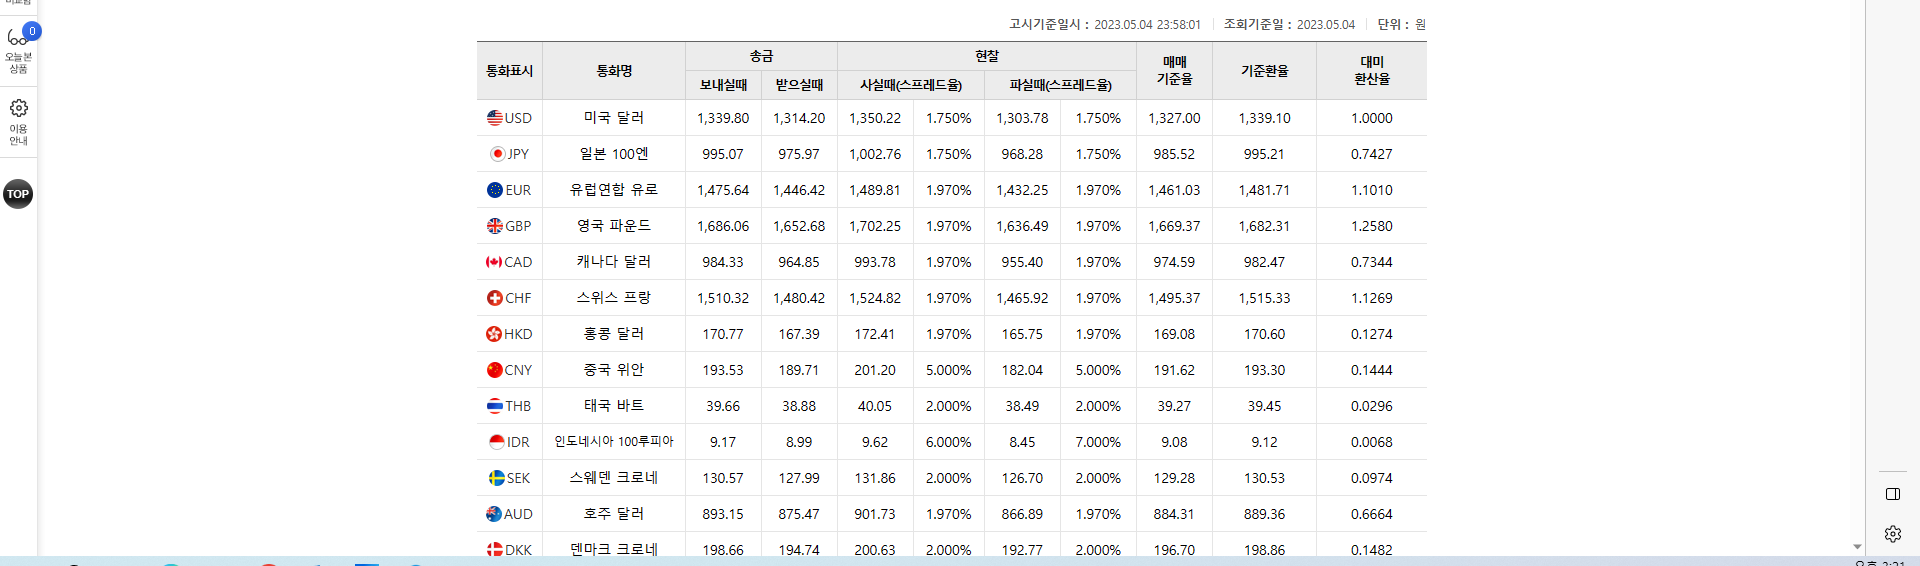 0
오늘본
상품
이용
안내
TOP
고시기준일시 : 2023.05.04 23:58:01 조회기준일 : 2023.05.04 단위 : 원
통화표시 통화명 송금 현찰 매매 기준율 기준환율 대미 환산율
보내실때 받으실때 사실때(스프레드율) 파실때(스프레드율)
USD 미국 달러 1,339.80 1,314.20 1,350.22 1.750% 1,303.78 1.750% 1,327.00 1,339.10 1.0000
JPY 일본 100엔 995.07 975.97 1,002.76 1.750% 968.28 1.750% 985.52 995.21 0.7427
EUR 유럽연합 유로 1,475.64 1,446.42 1,489.81 1.970% 1,432.25 1.970% 1,461.03 1,481.71 1.1010
GBP 영국 파운드 1,686.06 1,652.68 1,702.25 1.970% 1,636.49 1.970% 1,669.37 1,682.31 1.2580
CAD 캐나다 달러 984.33 964.85 993.78 1.970% 955.40 1.970% 974.59 982.47 0.7344
CHF 스위스 프랑 1,510.32 1,480.42 1,524.82 1.970% 1,465.92 1.970% 1,495.37 1,515.33 1.1269
HKD 홍콩 달러 170.77 167.39 172.41 1.970% 165.75 1.970% 169.08 170.60 0.1274
CNY 중국 위안 193.53 189.71 201.20 5.000% 182.04 5.000% 191.62 193.30 0.1444
THB 태국 바트 39.66 38.88 40.05 2.000% 38.49 2.000% 39.27 39.45 0.0296
IDR 인도네시아 100루피아 9.17 8.99 9.62 6.000% 8.45 7.000% 9.08 9.12 0.0068
SEK 스웨덴 크로네 130.57 127.99 131.86 2.000% 126.70 2.000% 129.28 130.53 0.0974
AUD 호주 달러 893.15 875.47 901.73 1.970% 866.89 1.970% 884.31 889.36 0.6664
DKK 덴마크 크로네 198.66 194.74 200.63 2.000% 192.77 2.000% 196.70 198.86 0.1482